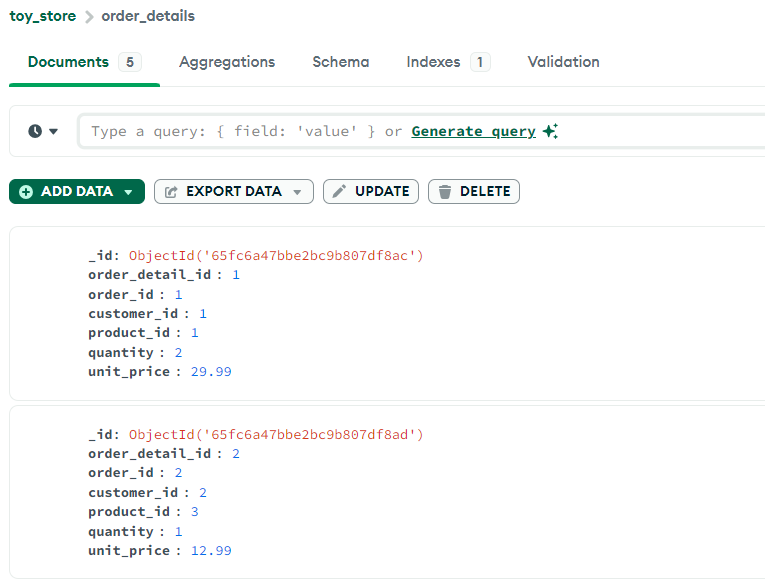 toy_store > order_details
Documents 5 Aggregations Schema Indexes 1 Validation
Type a query: { field: 'value' } or Generate query
ADD DATA EXPORT DATA UPDATE DELETE
_id: ObjectId('65fc6a47bbe2bc9b807df8ac')
order_detail_id : 1
order_id : 1
customer_id : 1
product_id : 1
quantity : 2
unit_price : 29.99
_id: ObjectId('65fc6a47bbe2bc9b807df8ad')
order_detail_id : 2
order_id : 2
customer_id : 2
product_id : 3
quantity : 1
unit_price : 12.99